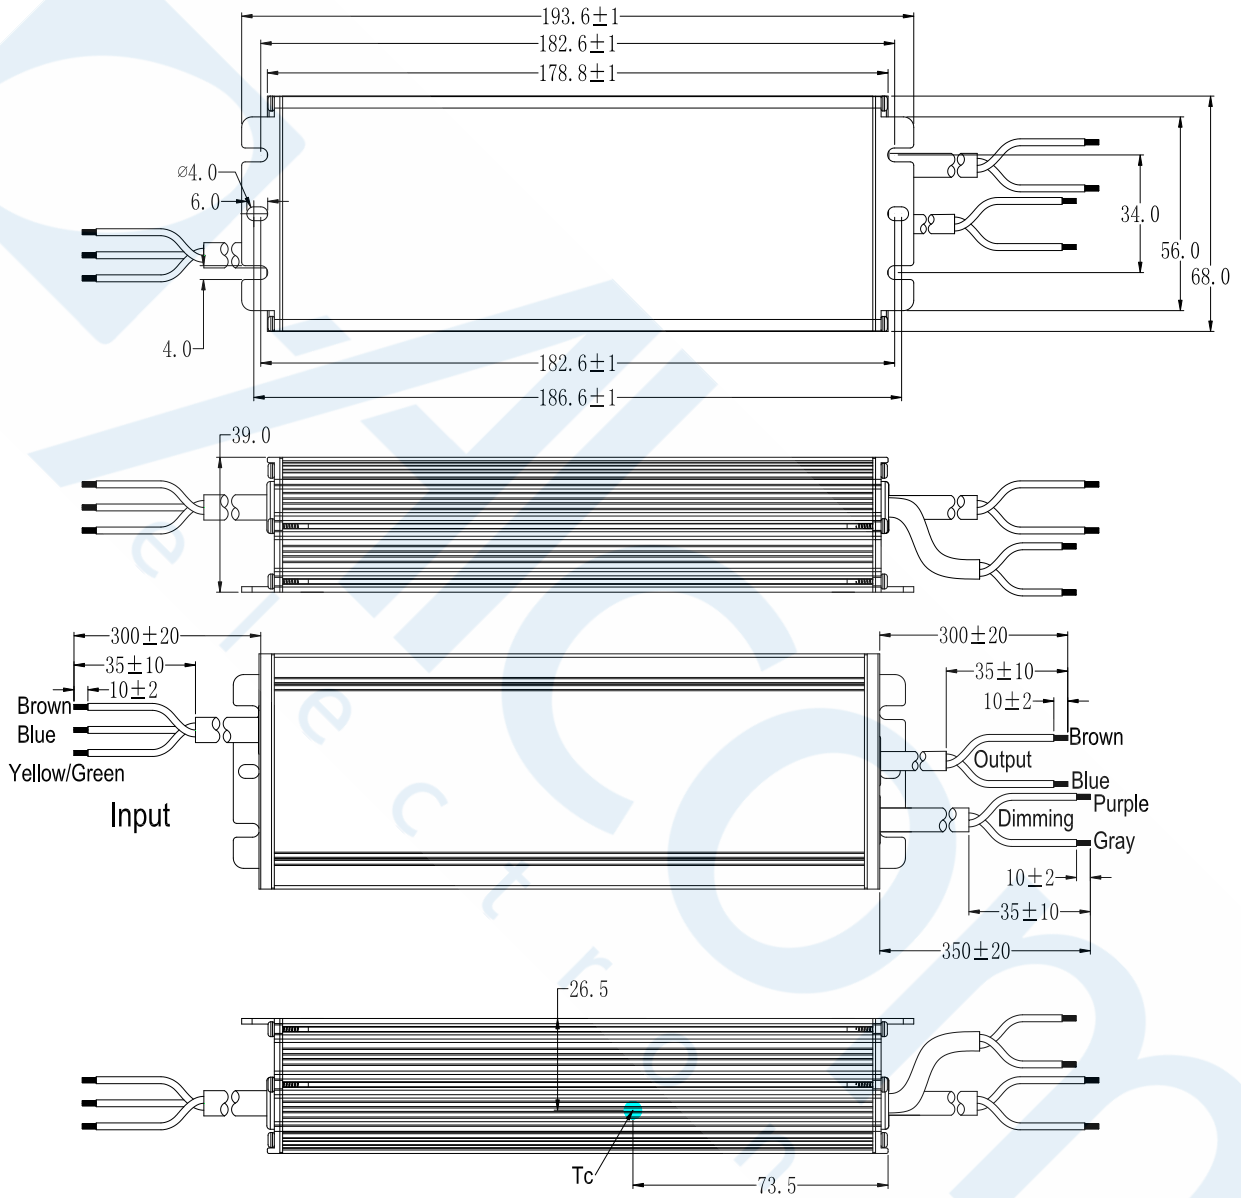 193.6±1
182.6±1
178.8±1
⌀4.0
6.0
34.0
56.0
68.0
4.0
182.6±1
186.6±1
39.0
300±20
300±20
35±10
35±10
10±2
10±2
Brown
Blue
Yellow/Green
Input
Brown
Output
Blue
Purple
Dimming
Gray
10±2
35±10
350±20
26.5
Tc
73.5
electron